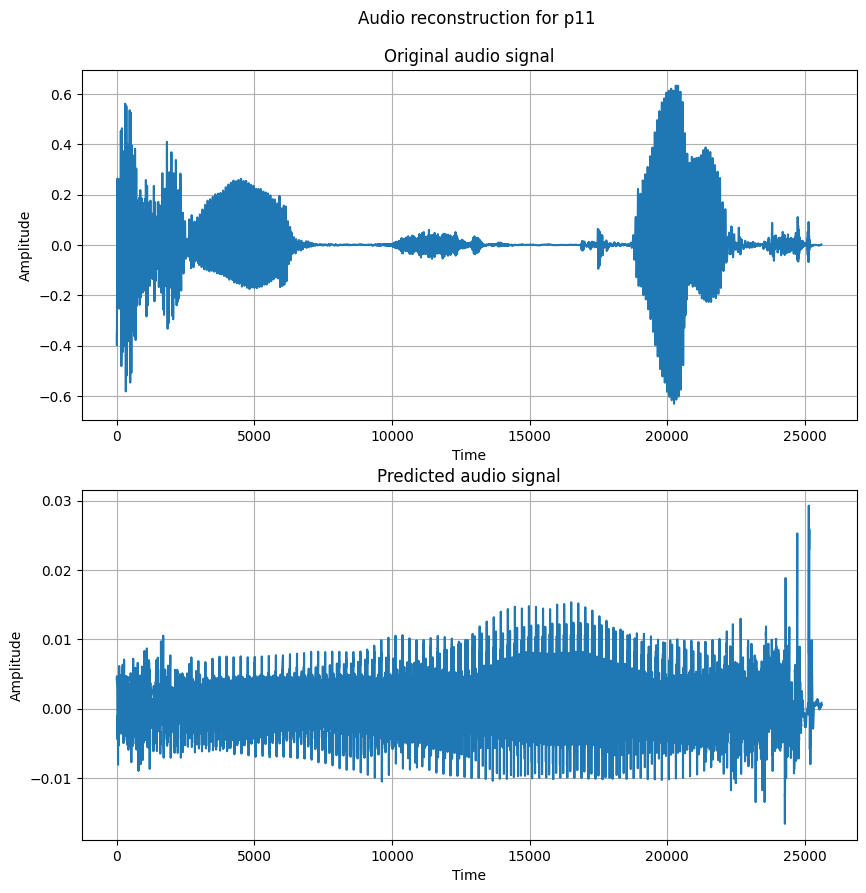 Audio reconstruction for p11
Original audio signal
Amplitude
0.6
0.4
0.2
0.0
−0.2
−0.4
−0.6
0 5000 10000 15000 20000 25000
Time
Predicted audio signal
Amplitude
0.03
0.02
0.01
0.00
−0.01
0 5000 10000 15000 20000 25000
Time